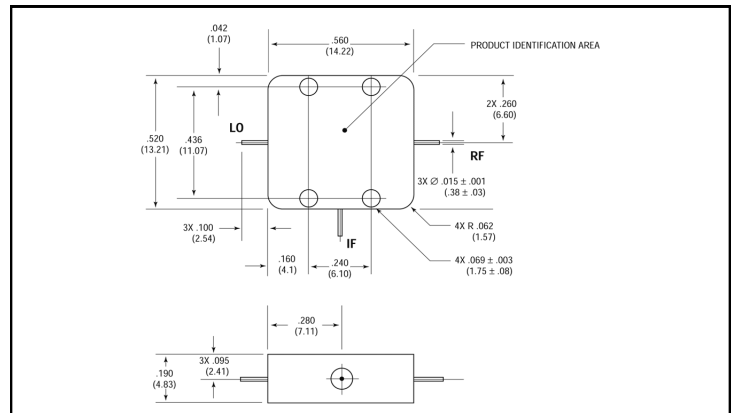 .042
(1.07)
.560
(14.22)
PRODUCT IDENTIFICATION AREA
2X .260
(6.60)
LO
.520
(13.21)
.436
(11.07)
RF
3X Ø .015 ± .001
(.38 ± .03)
3X .100
(2.54)
IF
4X R .062
(1.57)
.160
(4.1)
.240
(6.10)
4X .069 ± .003
(1.75 ± .08)
.280
(7.11)
3X .095
(2.41)
.190
(4.83)